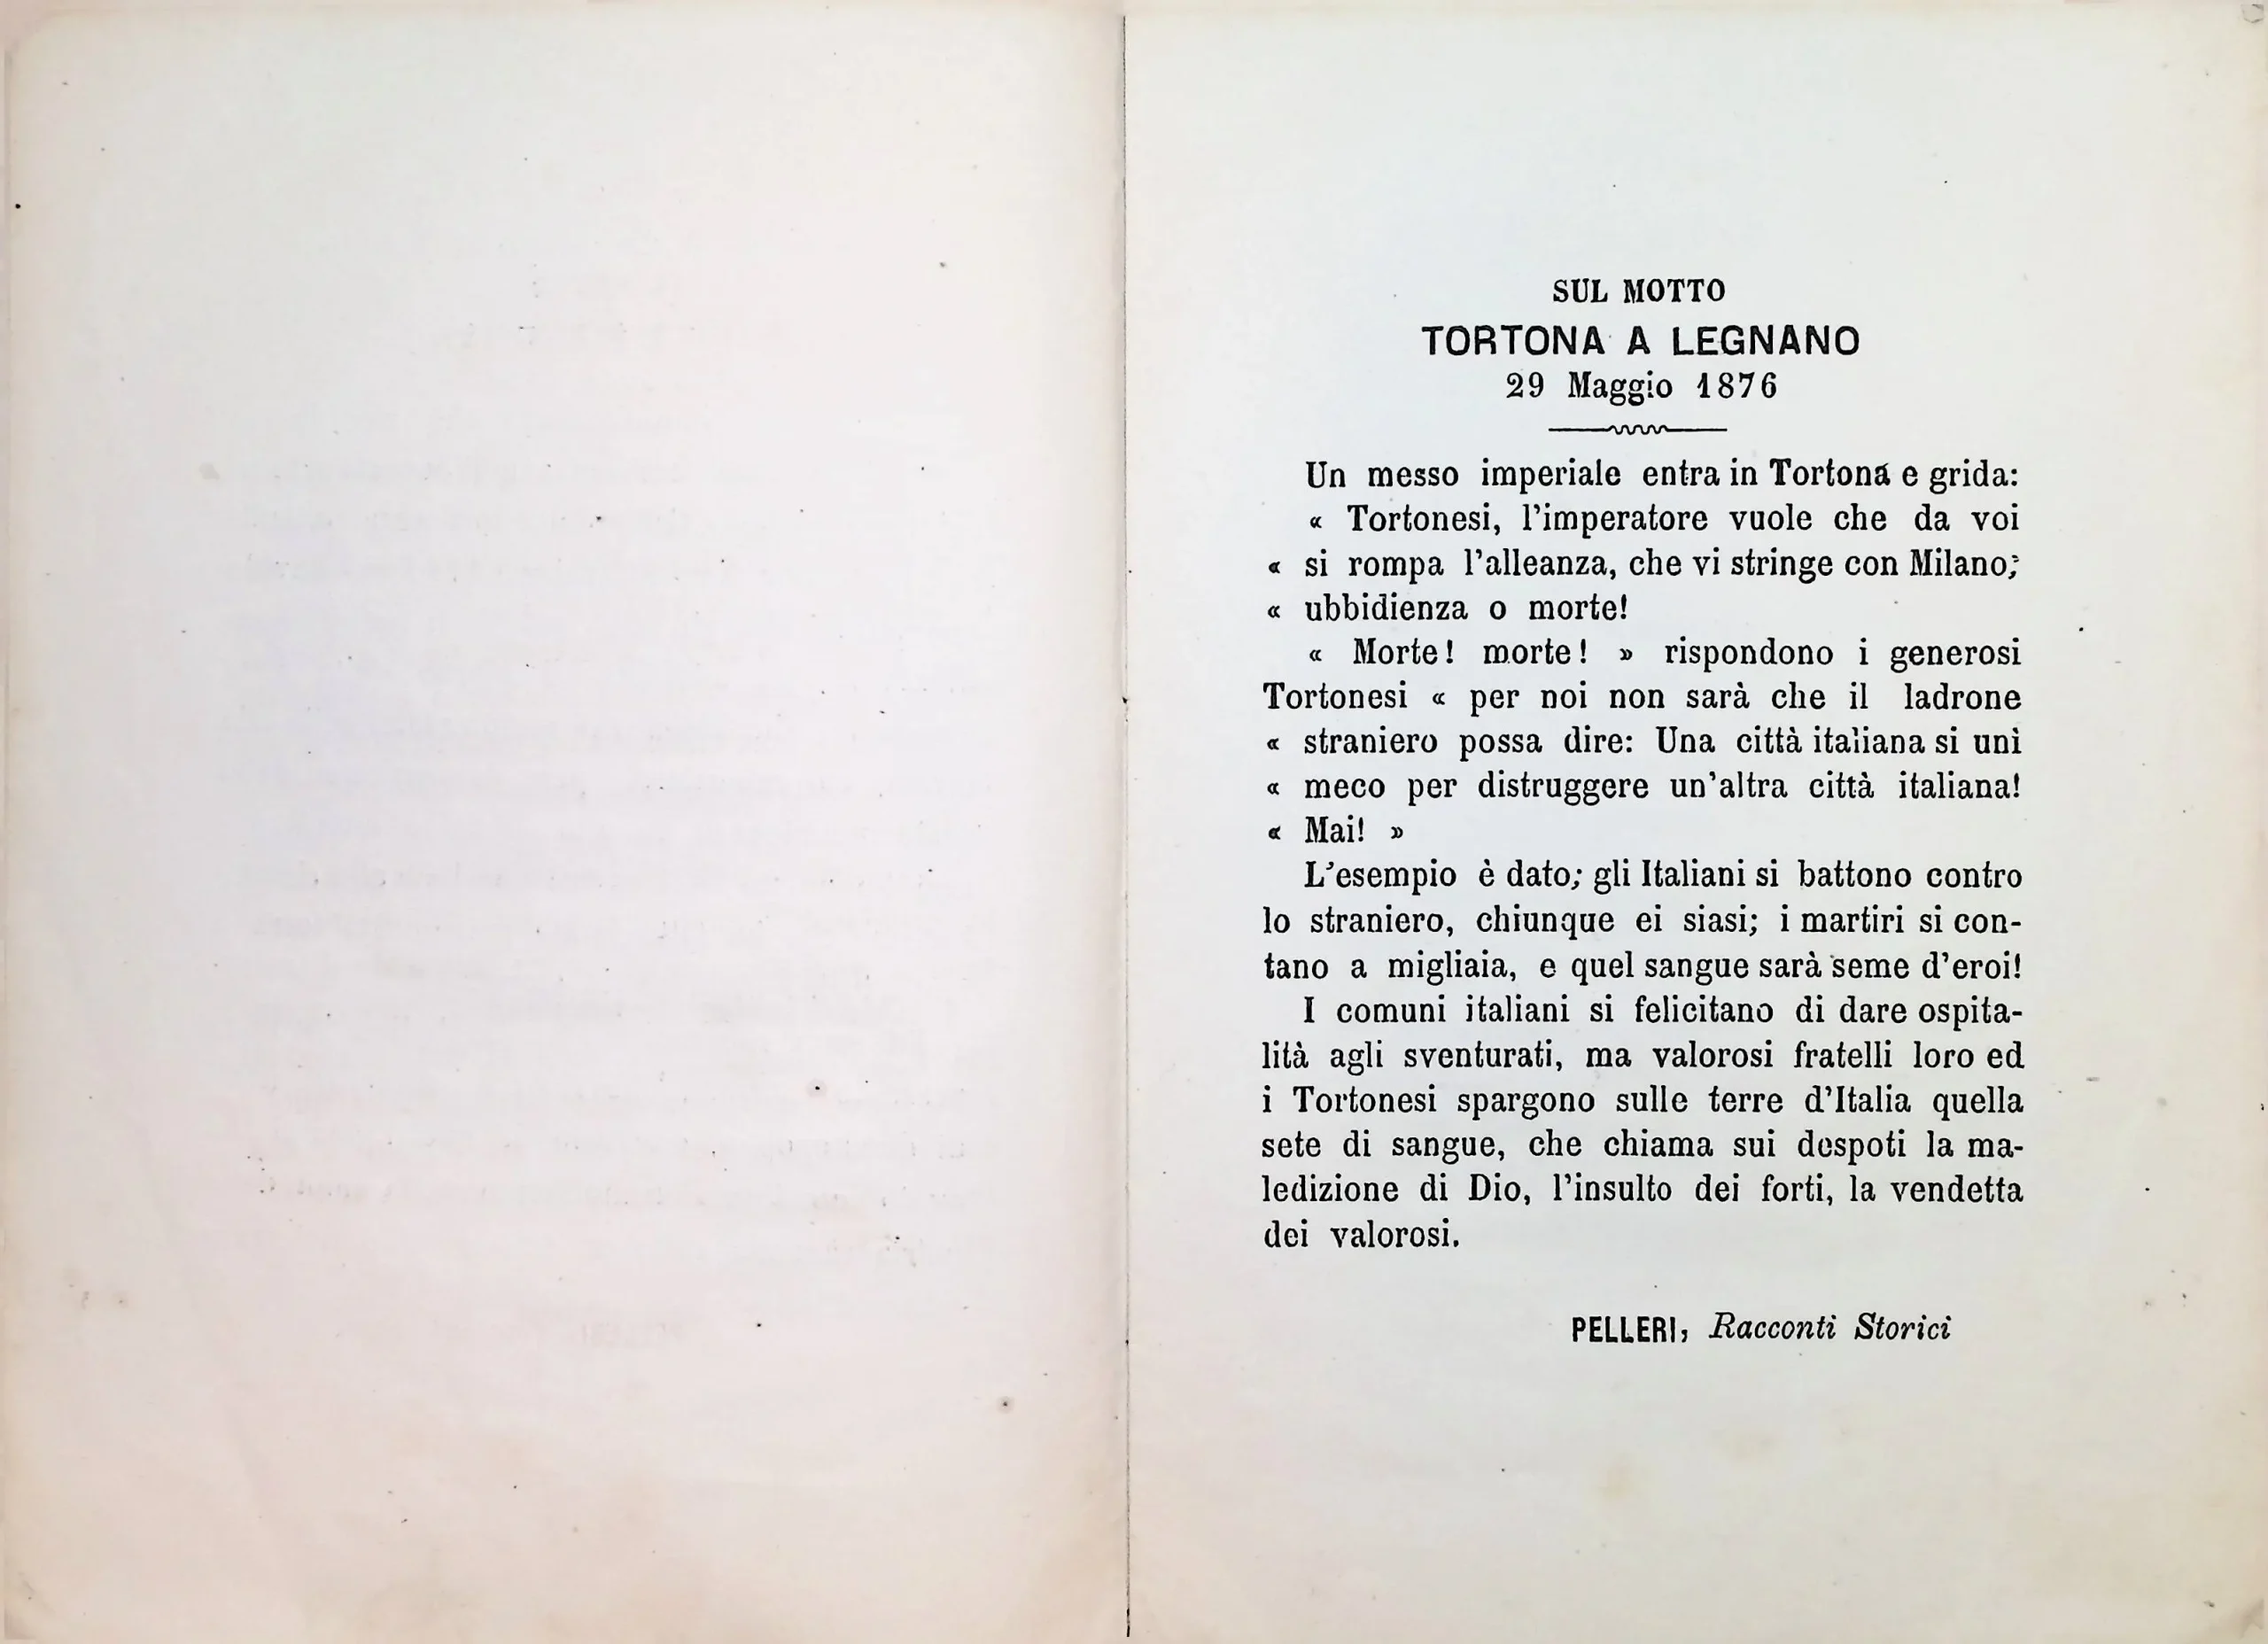 SUL MOTTO
TORTONA A LEGNANO
29 Maggio 1876
Un messo imperiale entra in Tortona e grida:
« Tortonesi, l'imperatore vuole che da voi
« si rompa l'alleanza, che vi stringe con Milano;
« ubbidienza o morte!
« Morte! morte! » rispondono i generosi
Tortonesi « per noi non sarà che il ladrone
« straniero possa dire: Una città italiana si unì
« meco per distruggere un'altra città italiana!
« Mai! »
L'esempio è dato; gli Italiani si battono contro
lo straniero, chiunque ei siasi; i martiri si con-
tano a migliaia, e quel sangue sarà seme d'eroi!
I comuni italiani si felicitano di dare ospita-
lità agli sventurati, ma valorosi fratelli loro ed
i Tortonesi spargono sulle terre d'Italia quella
sete di sangue, che chiama sui despoti la ma-
ledizione di Dio, l'insulto dei forti, la vendetta
dei valorosi.
PELLERI, Racconti Storici